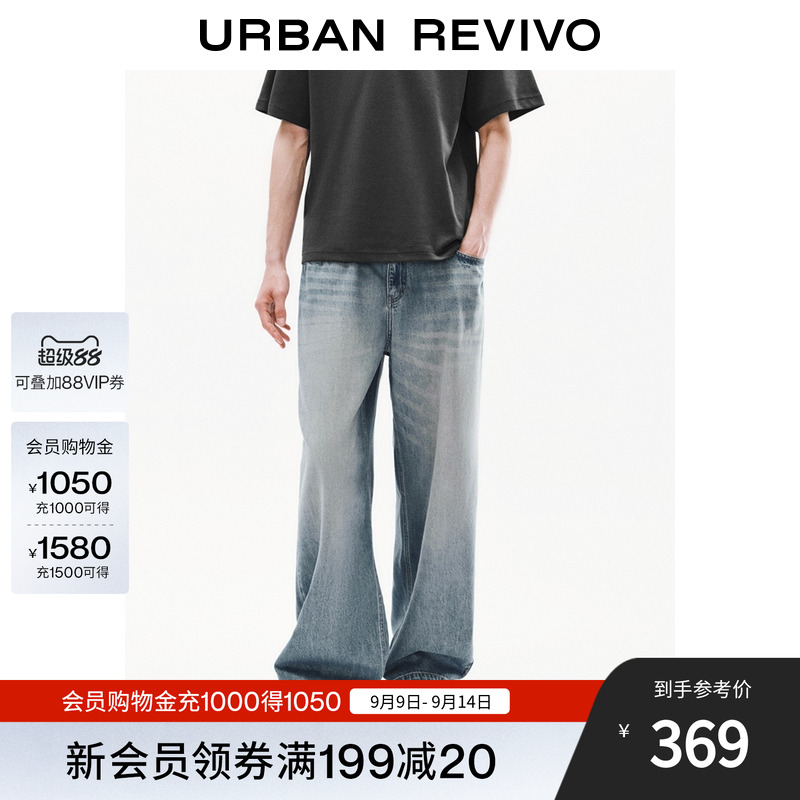 URBAN REVIVO
超级88
可叠加88VIP券
会员购物金
¥1050
充1000可得
¥1580
充1500可得
会员购物金充1000得1050 9月9日- 9月14日
新会员领券满199减20
到手参考价
¥ 369